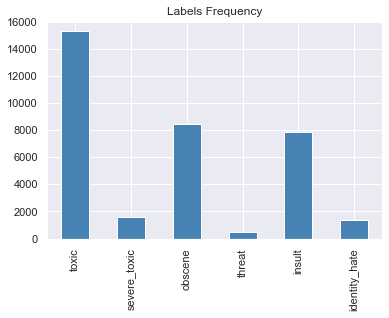 Labels Frequency
16000
14000
12000
10000
8000
6000
4000
2000
0
toxic
severe_toxic
obscene
threat
insult
identity_hate